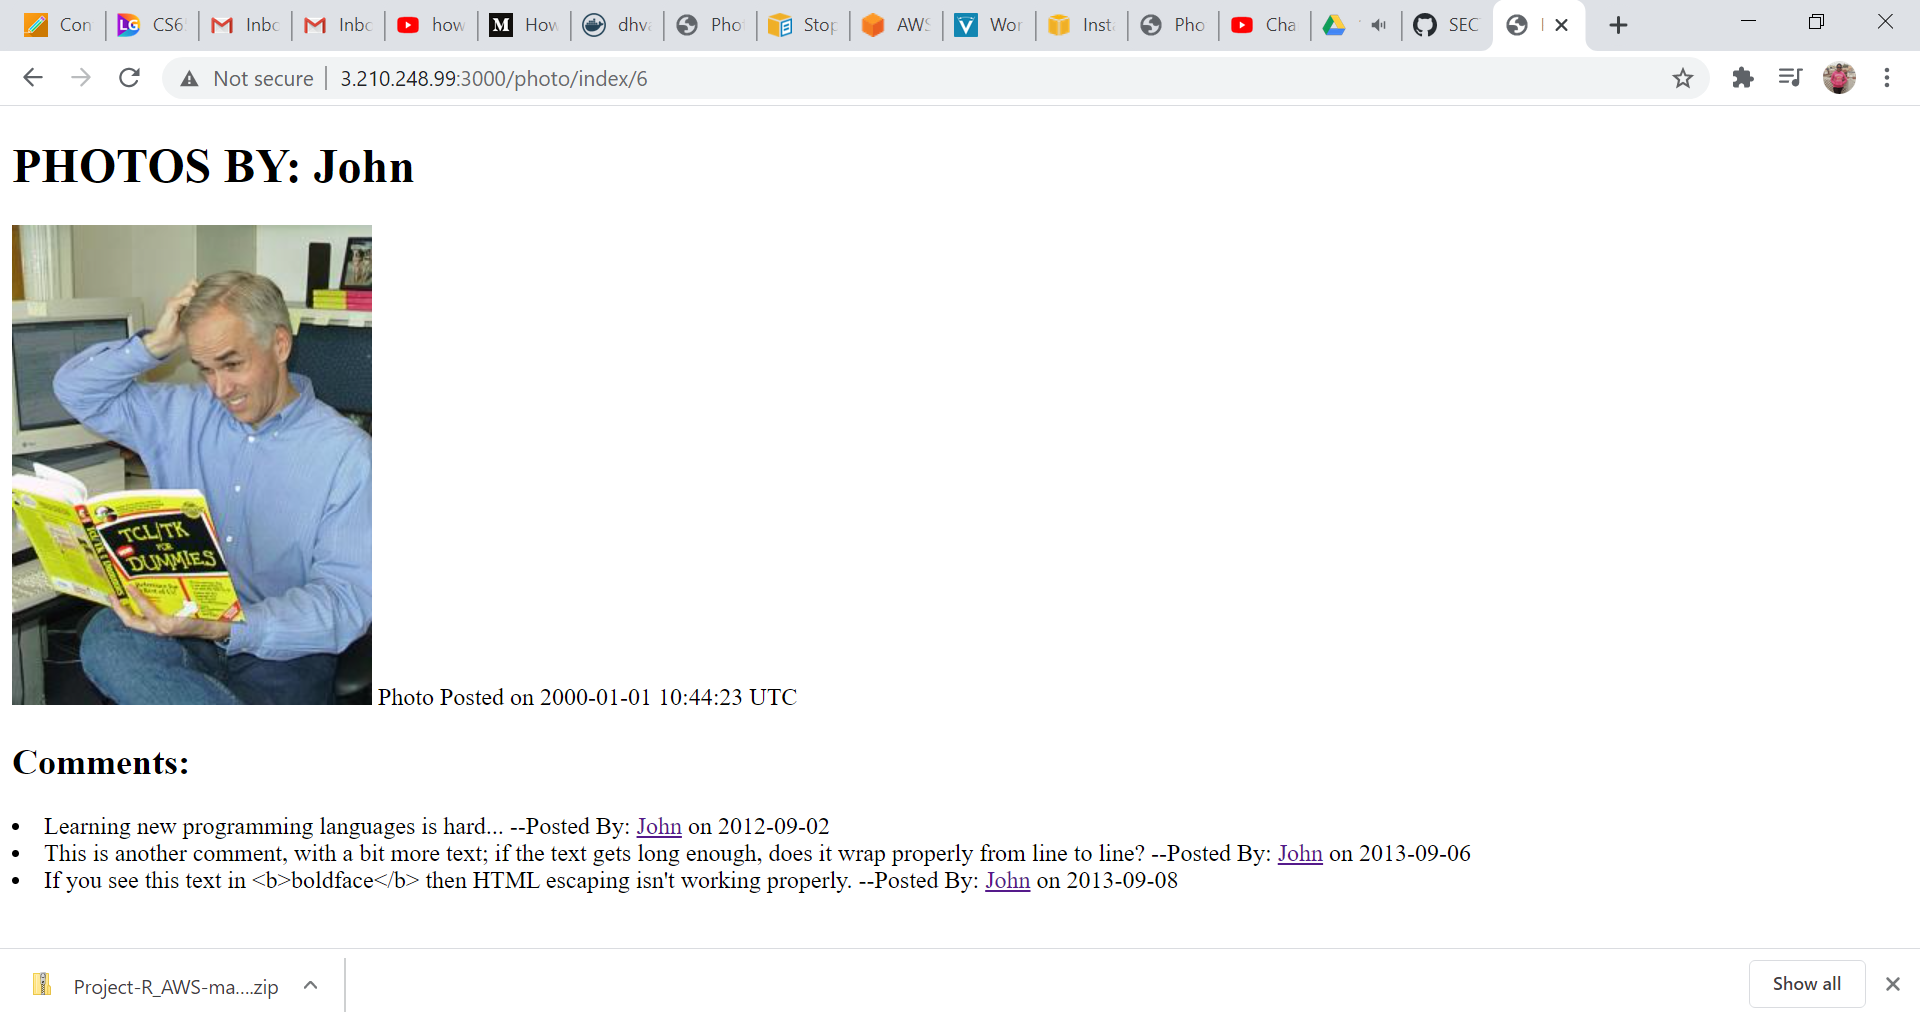 Con
CS6
Inbc
Inbc
how
M
How
dhv
Pho
Stop
AWS
Wor
Inst
Pho
Cha
SEC
Not secure
3.210.248.99:3000/photo/index/6
PHOTOS BY: John
TCL/TK
FOR
DUMMIES
Photo Posted on 2000-01-01 10:44:23 UTC
Comments:
• Learning new programming languages is hard... --Posted By: John on 2012-09-02
• This is another comment, with a bit more text; if the text gets long enough, does it wrap properly from line to line? --Posted By: John on 2013-09-06
• If you see this text in <b>boldface</b> then HTML escaping isn't working properly. --Posted By: John on 2013-09-08
Project-R_AWS-ma....zip
Show all